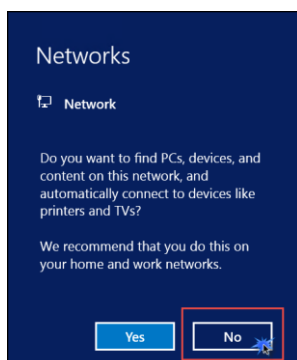 Networks
Network
Do you want to find PCs, devices, and
content on this network, and
automatically connect to devices like
printers and TVs?
We recommend that you do this on
your home and work networks.
Yes
No